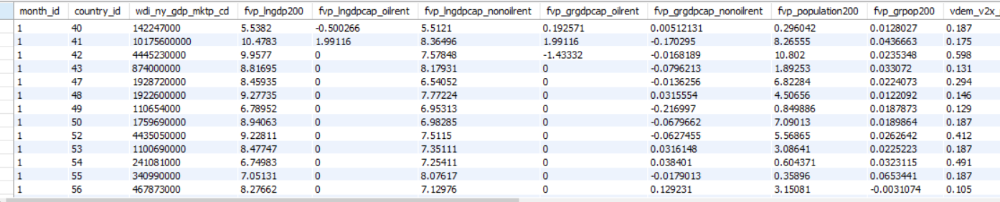 month_id country_id wdi_ny_gdp_mktp_cd fvp_lngdp200 fvp_lngdpcap_oilrent fvp_lngdpcap_nonoilrent fvp_grgdpcap_oilrent fvp_grgdpcap_nonoilrent fvp_population200 fvp_grpop200 vdem_v2x_
1 40 142247000 5.5382 -0.500266 5.5121 0.192571 0.00512131 0.296042 0.0128027 0.187
1 41 10175600000 10.4783 1.99116 8.36496 1.99116 -0.170295 8.26555 0.0436663 0.175
1 42 4445230000 9.9577 0 7.57848 -1.43332 -0.0168189 10.802 0.0235348 0.598
1 43 874000000 8.81695 0 8.17931 0 -0.0796213 1.89253 0.033072 0.131
1 47 1928720000 8.45935 0 6.54052 0 -0.0136256 6.82284 0.0224073 0.294
1 48 1922600000 9.27735 0 7.77224 0 0.0315554 4.50656 0.0122092 0.146
1 49 110654000 6.78952 0 6.95313 0 -0.216997 0.849886 0.0187873 0.129
1 50 1759690000 8.94063 0 6.98285 0 -0.0679662 7.09013 0.0189864 0.187
1 52 4435050000 9.22811 0 7.5115 0 -0.0627455 5.56865 0.0262642 0.412
1 53 1100690000 8.47747 0 7.35111 0 0.0316148 3.08641 0.0225223 0.187
1 54 241081000 6.74983 0 7.25411 0 0.038401 0.604371 0.0323115 0.491
1 55 340990000 7.05131 0 8.07617 0 -0.0179013 0.35896 0.0653441 0.187
1 56 467873000 8.27662 0 7.12976 0 0.129231 3.15081 -0.0031074 0.105